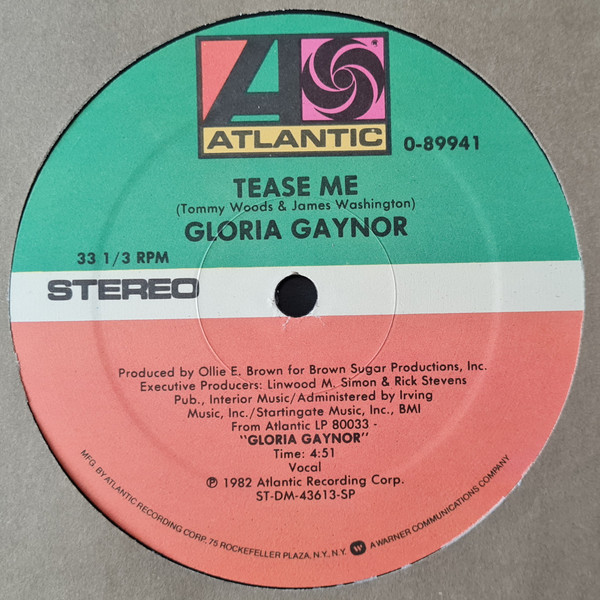 ATLANTIC
0-89941
TEASE ME
(Tommy Woods & James Washington)
GLORIA GAYNOR
33 1/3 RPM
STEREO
Produced by Ollie E. Brown for Brown Sugar Productions, Inc.
Executive Producers: Linwood M. Simon & Rick Stevens
Pub., Interior Music/Administered by Irving
Music, Inc./Startingate Music, Inc., BMI
From Atlantic LP 80033 -
"GLORIA GAYNOR"
Time: 4:51
Vocal
℗ 1982 Atlantic Recording Corp.
ST-DM-43613-SP
MFG. BY ATLANTIC RECORDING CORP. 75 ROCKEFELLER PLAZA, N.Y., N.Y. W A WARNER COMMUNICATIONS COMPANY